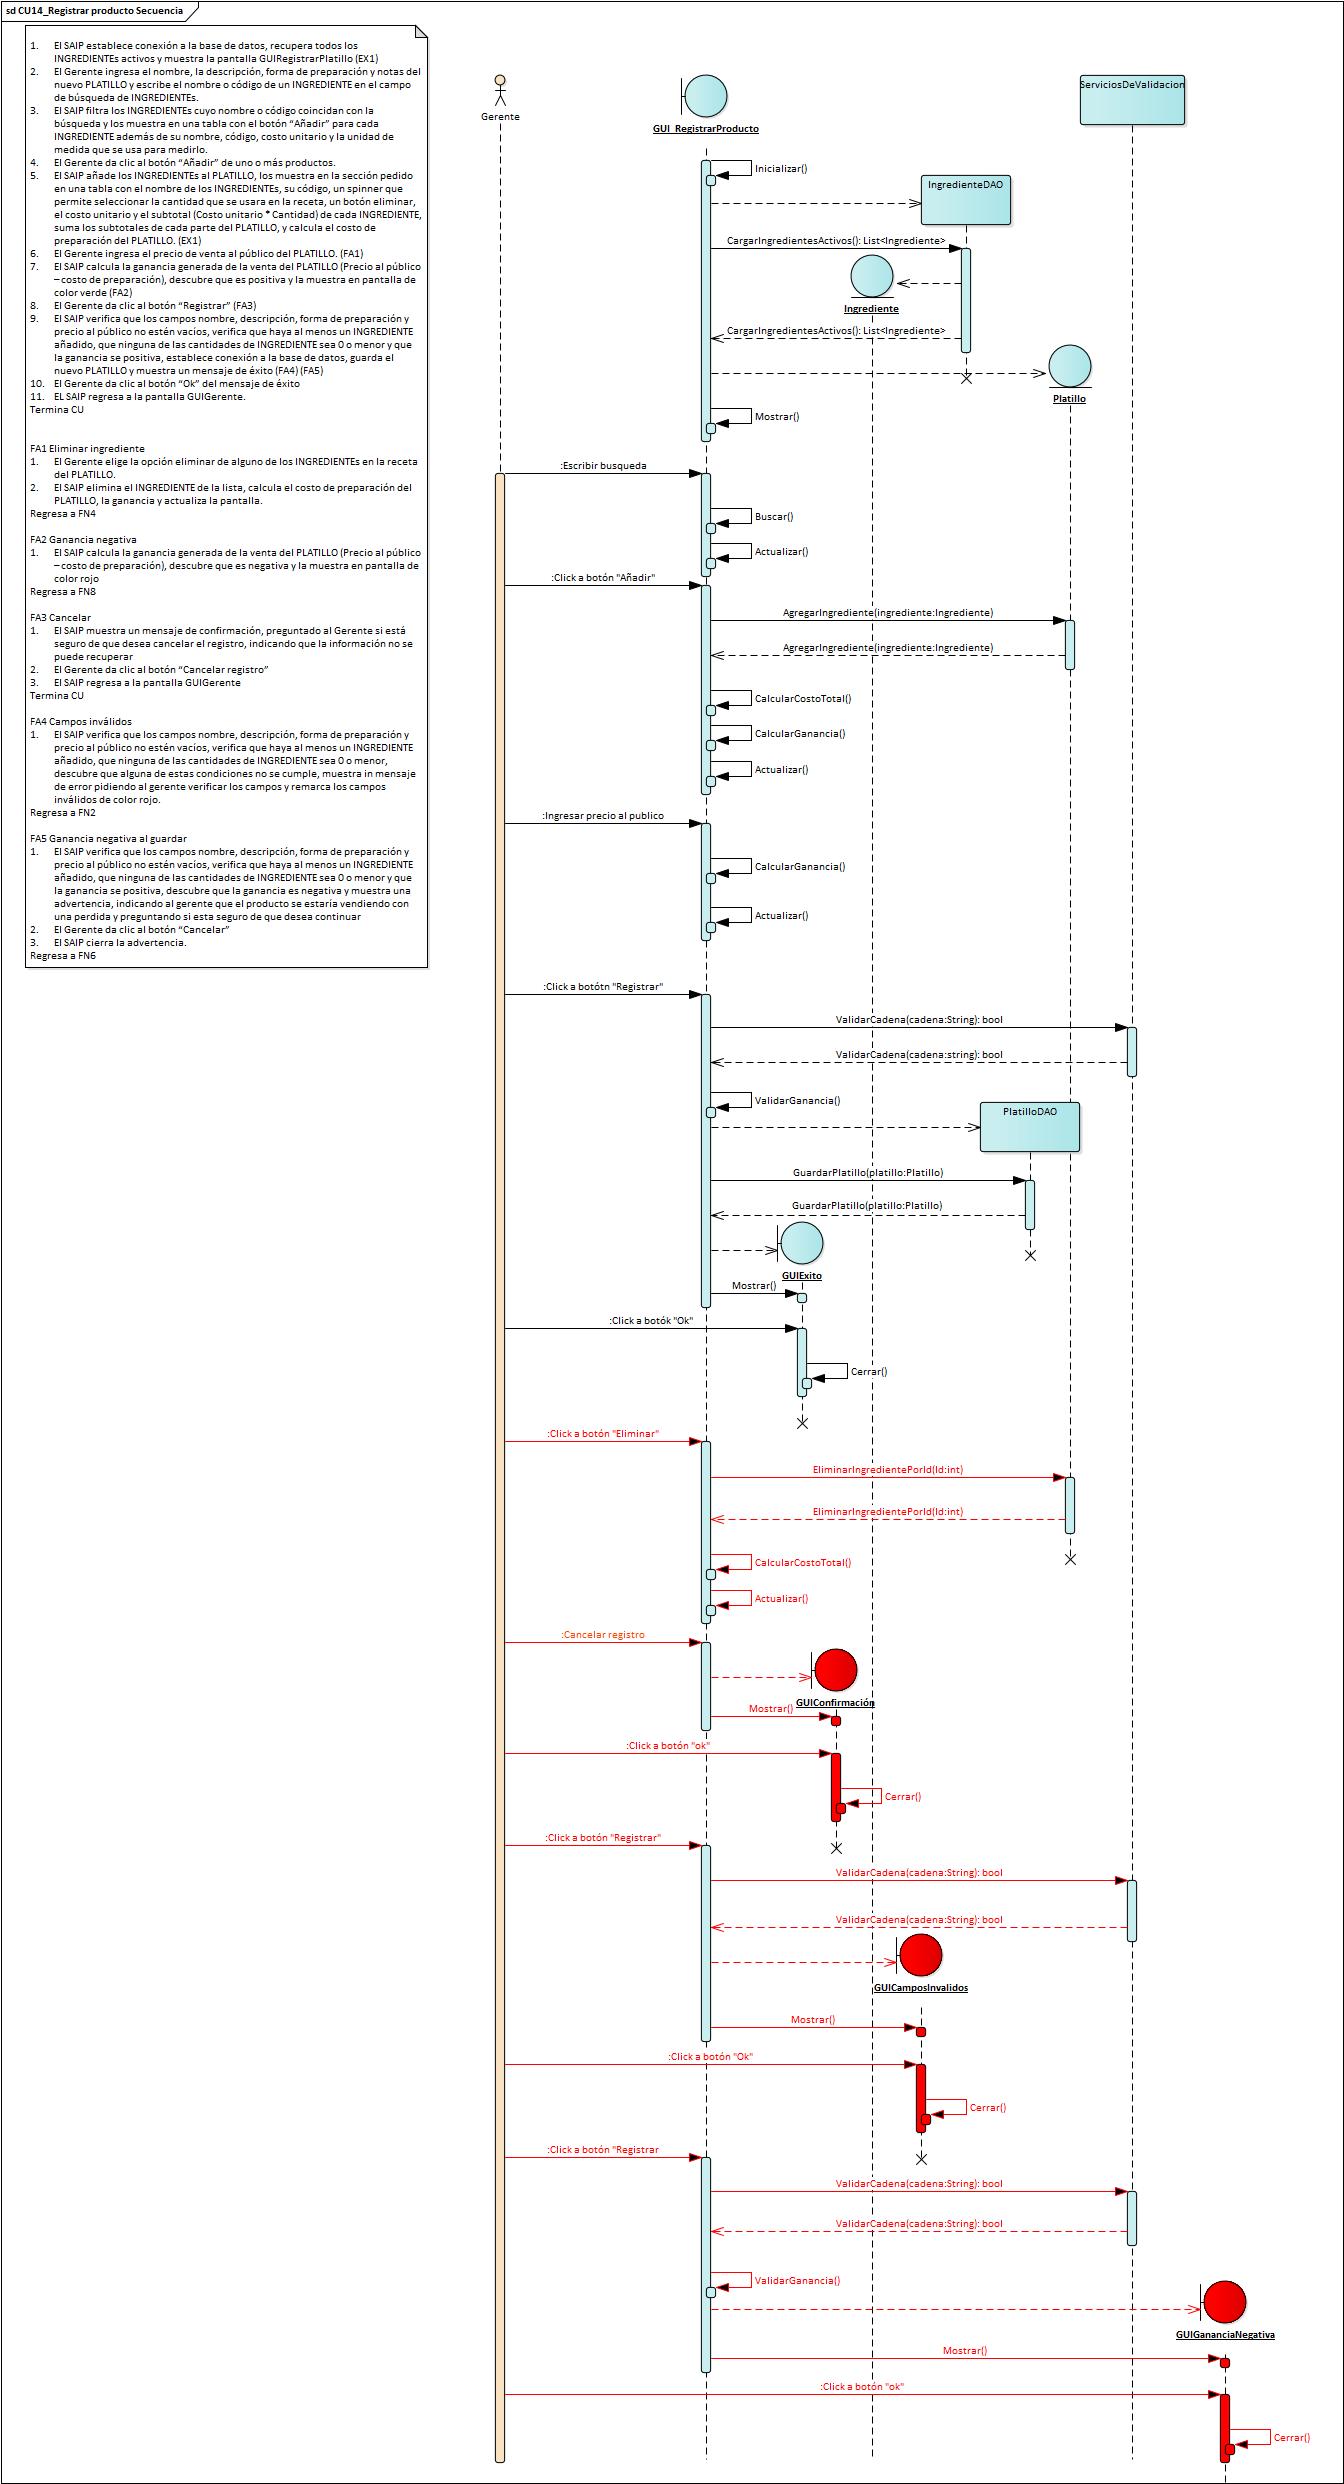 sd CU14_Registrar producto Secuencia
1. El SAIP establece conexión a la base de datos, recupera todos los
INGREDIENTEs activos y muestra la pantalla GUIRegistrarPlatillo (EX1)
2. El Gerente ingresa el nombre, la descripción, forma de preparación y notas del
nuevo PLATILLO y escribe el nombre o código de un INGREDIENTE en el campo
de búsqueda de INGREDIENTEs.
3. El SAIP filtra los INGREDIENTEs cuyo nombre o código coincidan con la
búsqueda y los muestra en una tabla con el botón “Añadir” para cada
INGREDIENTE además de su nombre, código, costo unitario y la unidad de
medida que se usa para medirlo.
4. El Gerente da clic al botón “Añadir” de uno o más productos.
5. El SAIP añade los INGREDIENTEs al PLATILLO, los muestra en la sección pedido
en una tabla con el nombre de los INGREDIENTEs, su código, un spinner que
permite seleccionar la cantidad que se usara en la receta, un botón eliminar,
el costo unitario y el subtotal (Costo unitario * Cantidad) de cada INGREDIENTE,
suma los subtotales de cada parte del PLATILLO, y calcula el costo de
preparación del PLATILLO. (EX1)
6. El Gerente ingresa el precio de venta al público del PLATILLO. (FA1)
7. El SAIP calcula la ganancia generada de la venta del PLATILLO (Precio al público
– costo de preparación), descubre que es positiva y la muestra en pantalla de
color verde (FA2)
8. El Gerente da clic al botón “Registrar” (FA3)
9. El SAIP verifica que los campos nombre, descripción, forma de preparación y
precio al público no estén vacíos, verifica que haya al menos un INGREDIENTE
añadido, que ninguna de las cantidades de INGREDIENTE sea 0 o menor y que
la ganancia se positiva, establece conexión a la base de datos, guarda el
nuevo PLATILLO y muestra un mensaje de éxito (FA4) (FA5)
10. El Gerente da clic al botón “Ok” del mensaje de éxito
11. EL SAIP regresa a la pantalla GUIGerente.
Termina CU
FA1 Eliminar ingrediente
1. El Gerente elige la opción eliminar de alguno de los INGREDIENTEs en la receta
del PLATILLO.
2. El SAIP elimina el INGREDIENTE de la lista, calcula el costo de preparación del
PLATILLO, la ganancia y actualiza la pantalla.
Regresa a FN4
FA2 Ganancia negativa
1. El SAIP calcula la ganancia generada de la venta del PLATILLO (Precio al público
– costo de preparación), descubre que es negativa y la muestra en pantalla de
color rojo
Regresa a FN8
FA3 Cancelar
1. El SAIP muestra un mensaje de confirmación, preguntado al Gerente si está
seguro de que desea cancelar el registro, indicando que la información no se
puede recuperar
2. El Gerente da clic al botón “Cancelar registro”
3. El SAIP regresa a la pantalla GUIGerente
Termina CU
FA4 Campos inválidos
1. El SAIP verifica que los campos nombre, descripción, forma de preparación y
precio al público no estén vacíos, verifica que haya al menos un INGREDIENTE
añadido, que ninguna de las cantidades de INGREDIENTE sea 0 o menor,
descubre que alguna de estas condiciones no se cumple, muestra in mensaje
de error pidiendo al gerente verificar los campos y remarca los campos
inválidos de color rojo.
Regresa a FN2
FA5 Ganancia negativa al guardar
1. El SAIP verifica que los campos nombre, descripción, forma de preparación y
precio al público no estén vacíos, verifica que haya al menos un INGREDIENTE
añadido, que ninguna de las cantidades de INGREDIENTE sea 0 o menor y que
la ganancia se positiva, descubre que la ganancia es negativa y muestra una
advertencia, indicando al gerente que el producto se estaría vendiendo con
una perdida y preguntando si esta seguro de que desea continuar
2. El Gerente da clic al botón “Cancelar”
3. El SAIP cierra la advertencia.
Regresa a FN6
Gerente
GUI_RegistrarProducto
ServiciosDeValidacion
Inicializar()
IngredienteDAO
CargarIngredientesActivos(): List<Ingrediente>
Ingrediente
CargarIngredientesActivos(): List<Ingrediente>
Platillo
Mostrar()
:Escribir busqueda
Buscar()
Actualizar()
:Click a botón "Añadir"
AgregarIngrediente(ingrediente:Ingrediente)
AgregarIngrediente(ingrediente:Ingrediente)
CalcularCostoTotal()
CalcularGanancia()
Actualizar()
:Ingresar precio al publico
CalcularGanancia()
Actualizar()
:Click a botótn "Registrar"
ValidarCadena(cadena:String): bool
ValidarCadena(cadena:string): bool
ValidarGanancia()
PlatilloDAO
GuardarPlatillo(platillo:Platillo)
GuardarPlatillo(platillo:Platillo)
GUIExito
Mostrar()
:Click a botók "Ok"
Cerrar()
:Click a botón "Eliminar"
EliminarIngredientePorId(Id:int)
EliminarIngredientePorId(Id:int)
CalcularCostoTotal()
Actualizar()
:Cancelar registro
GUIConfirmación
Mostrar()
:Click a botón "ok"
Cerrar()
:Click a botón "Registrar"
ValidarCadena(cadena:String): bool
ValidarCadena(cadena:String): bool
GUICamposInvalidos
Mostrar()
:Click a botón "Ok"
Cerrar()
:Click a botón "Registrar
ValidarCadena(cadena:String): bool
ValidarCadena(cadena:String): bool
ValidarGanancia()
GUIGananciaNegativa
Mostrar()
:Click a botón "ok"
Cerrar()